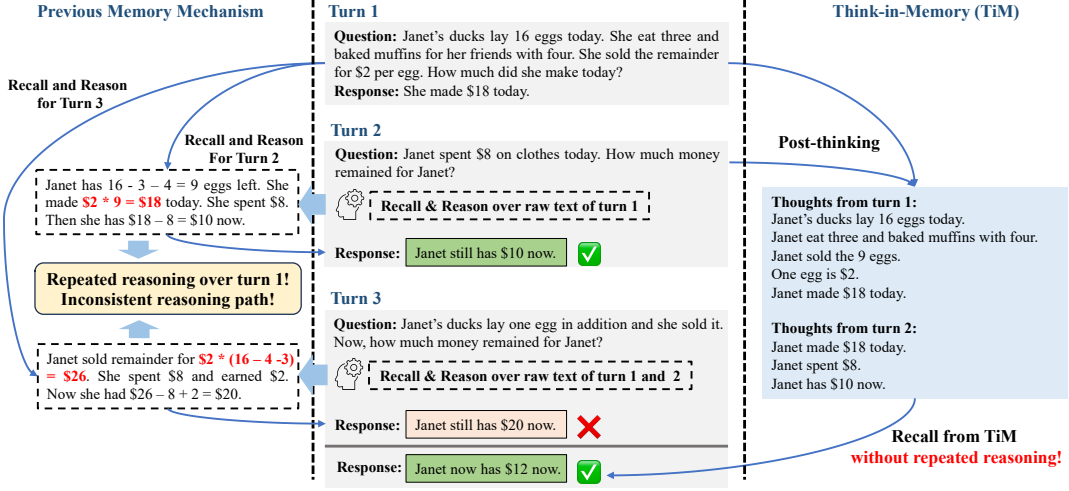 Previous Memory Mechanism
Recall and Reason
for Turn 3
Recall and Reason
For Turn 2
Janet has 16 - 3 – 4 = 9 eggs left. She
made $2 * 9 = $18 today. She spent $8.
Then she has $18 – 8 = $10 now.
Repeated reasoning over turn 1!
Inconsistent reasoning path!
Janet sold remainder for $2 * (16 – 4 -3)
= $26. She spent $8 and earned $2.
Now she had $26 – 8 + 2 = $20.
Turn 1
Question: Janet’s ducks lay 16 eggs today. She eat three and
baked muffins for her friends with four. She sold the remainder
for $2 per egg. How much did she make today?
Response: She made $18 today.
Turn 2
Question: Janet spent $8 on clothes today. How much money
remained for Janet?
Recall & Reason over raw text of turn 1
Response: Janet still has $10 now.
Turn 3
Question: Janet’s ducks lay one egg in addition and she sold it.
Now, how much money remained for Janet?
Recall & Reason over raw text of turn 1 and 2
Response: Janet still has $20 now.
Response: Janet now has $12 now.
Think-in-Memory (TiM)
Post-thinking
Thoughts from turn 1:
Janet’s ducks lay 16 eggs today.
Janet eat three and baked muffins with four.
Janet sold the 9 eggs.
One egg is $2.
Janet made $18 today.
Thoughts from turn 2:
Janet made $18 today.
Janet spent $8.
Janet has $10 now.
Recall from TiM
without repeated reasoning!